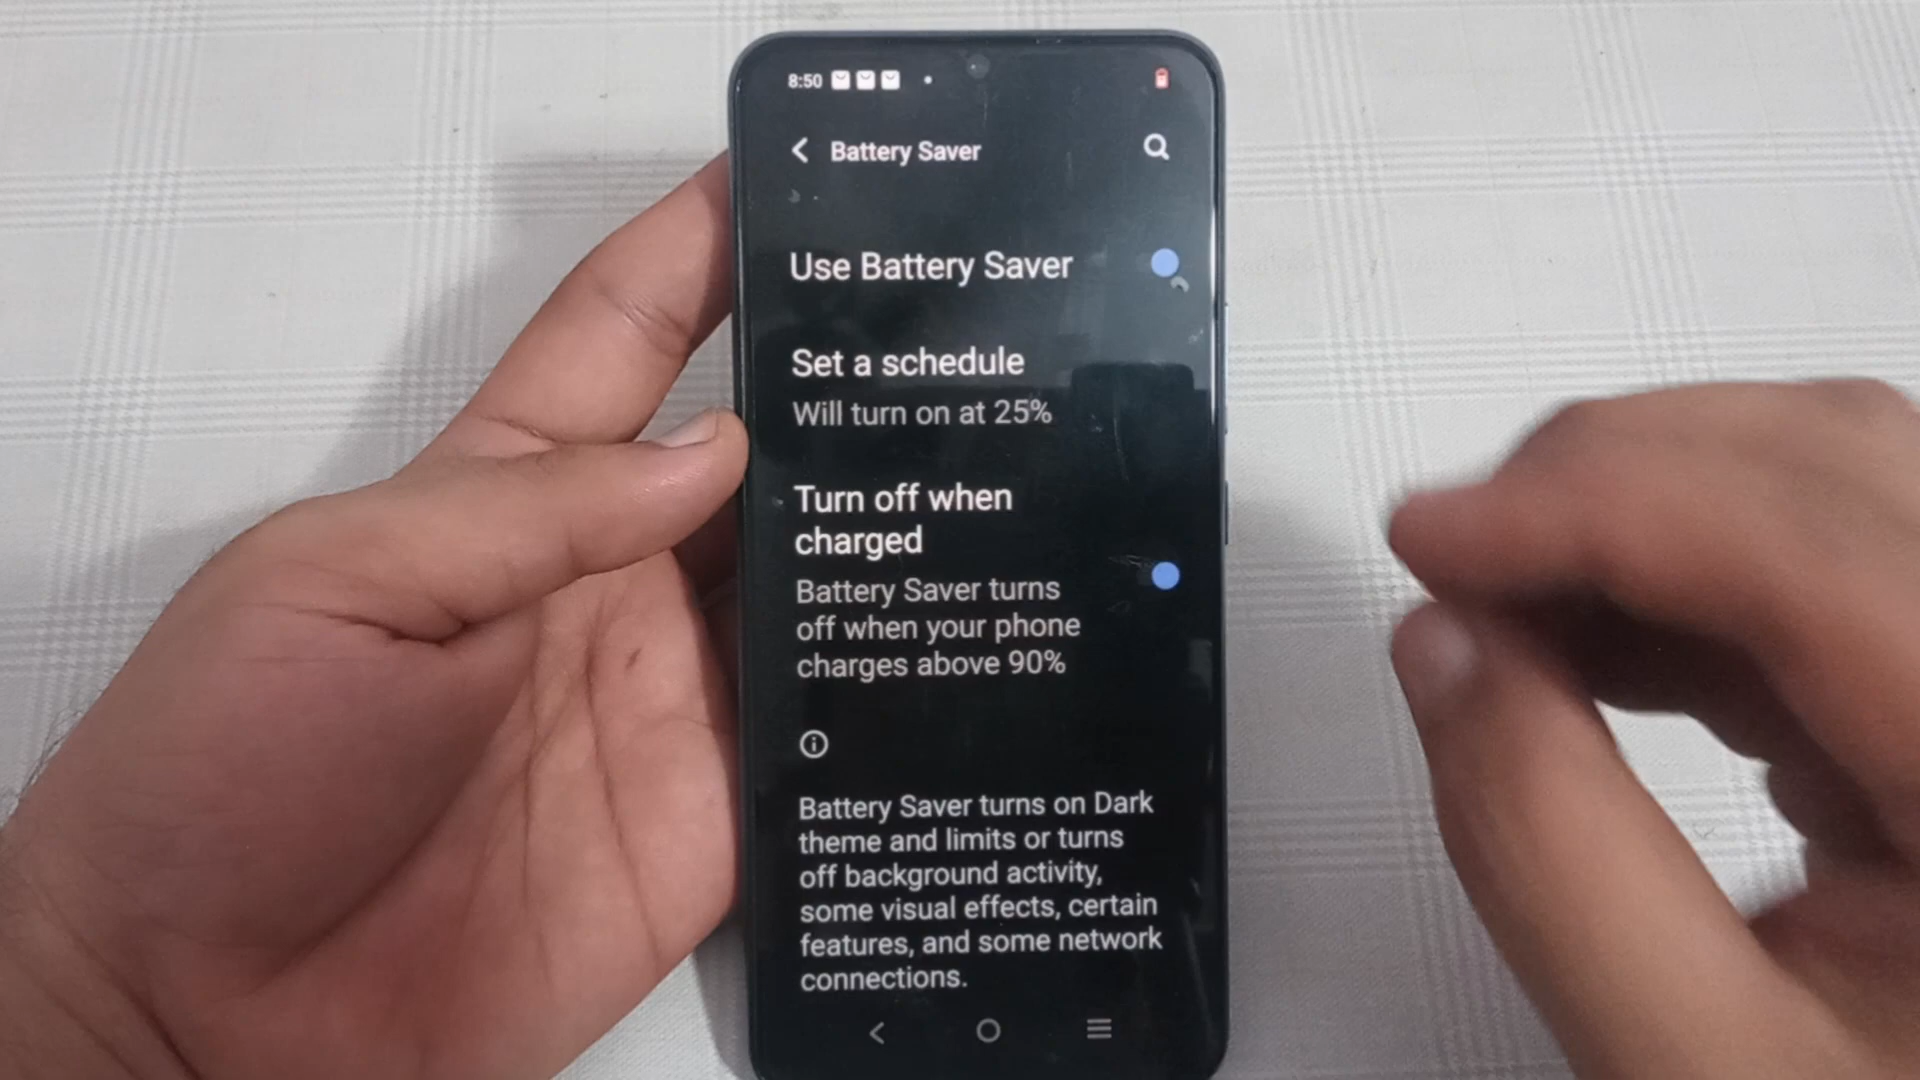 8:50
Battery Saver
Use Battery Saver
Set a schedule
Will turn on at 25%
Turn off when
charged
Battery Saver turns
off when your phone
charges above 90%
Battery Saver turns on Dark
theme and limits or turns
off background activity,
some visual effects, certain
features, and some network
connections.